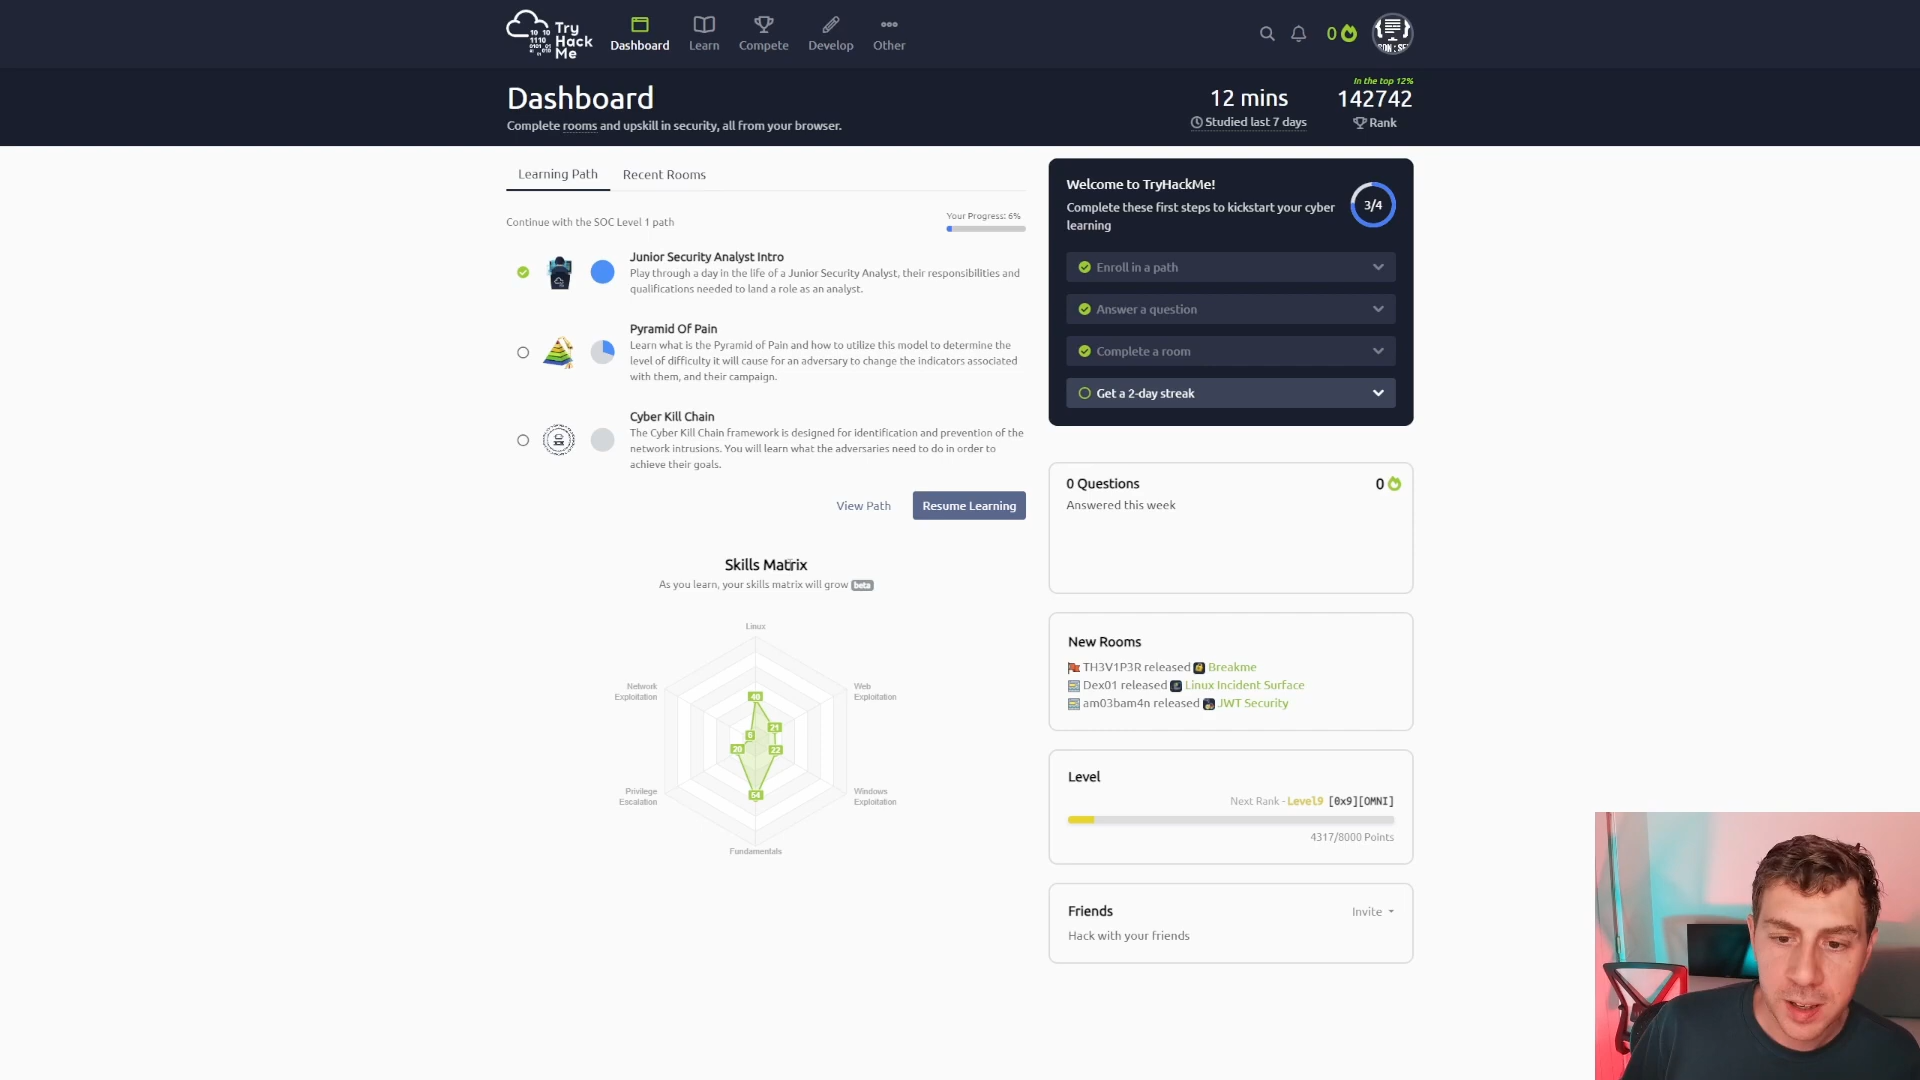 Try
Hack
Me
Dashboard
Learn
Compete
Develop
Other
0
Dashboard
Complete rooms and upskill in security, all from your browser.
12 mins
Studied last 7 days
In the top 12%
142742
Rank
Learning Path
Recent Rooms
Continue with the SOC Level 1 path
Your Progress: 6%
Junior Security Analyst Intro
Play through a day in the life of a Junior Security Analyst, their responsibilities and
qualifications needed to land a role as an analyst.
Pyramid Of Pain
Learn what is the Pyramid of Pain and how to utilize this model to determine the
level of difficulty it will cause for an adversary to change the indicators associated
with them, and their campaign.
Cyber Kill Chain
The Cyber Kill Chain framework is designed for identification and prevention of the
network intrusions. You will learn what the adversaries need to do in order to
achieve their goals.
View Path
Resume Learning
Skills Matrix
As you learn, your skills matrix will grow beta
Linux
Network
Exploitation
Web
Exploitation
40
21
6
20
22
54
Privilege
Escalation
Windows
Exploitation
Fundamentals
Welcome to TryHackMe!
Complete these first steps to kickstart your cyber
learning
3/4
Enroll in a path
Answer a question
Complete a room
Get a 2-day streak
0 Questions
0
Answered this week
New Rooms
TH3V1P3R released Breakme
Dex01 released Linux Incident Surface
am03bam4n released JWT Security
Level
Next Rank - Level9 [0x9][OMNI]
4317/8000 Points
Friends
Invite
Hack with your friends